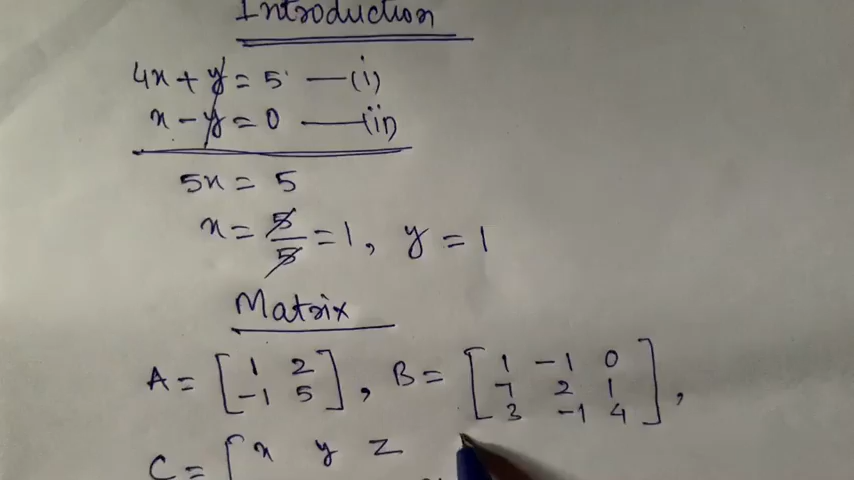 Introduction
4x + y = 5 —(i)
x - y = 0 —(ii)
5x = 5
x = 5/5 = 1, y = 1
Matrix
A = [1 2
-1 5], B = [1 -1 0
7 2 1
3 -1 4],
C = [x y z